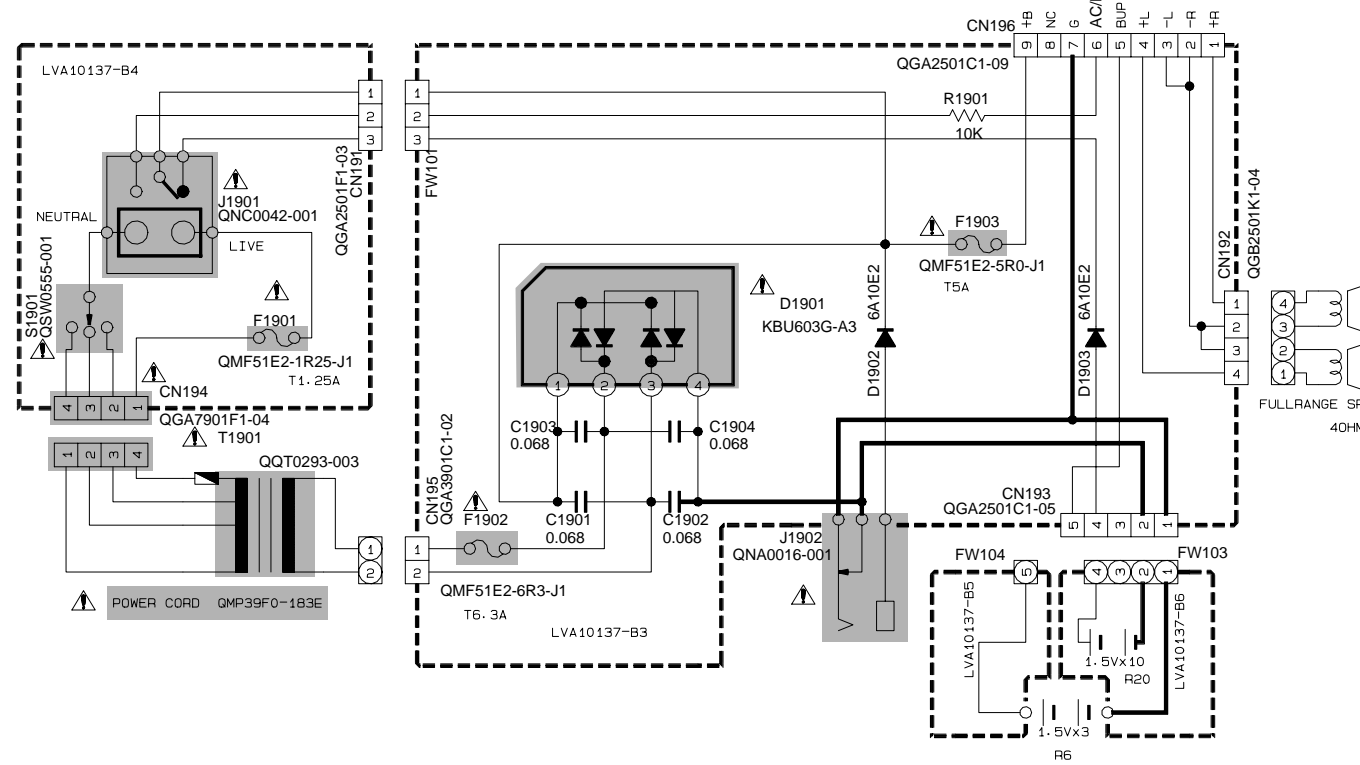 LVA10137-B4
1
2
3
QGA2501F1-03
CN191
J1901
QNC0042-001
NEUTRAL
LIVE
S1901
QSW0555-001
F1901
QMF51E2-1R25-J1
T1.25A
CN194
4 3 2 1
QGA7901F1-04
T1901
1 2 3 4
QQT0293-003
1
2
POWER CORD QMP39F0-183E
1
2
3
FW101
CN196
+B NC G BUP +L -L -R +R
9 8 7 6 5 4 3 2 1
QGA2501C1-09
R1901
10K
F1903
QMF51E2-5R0-J1
T5A
D1901
KBU603G-A3
1 2 3 4
D1902 6A10E2
D1903 6A10E2
C1903
0.068
C1904
0.068
C1901
0.068
C1902
0.068
CN195
QGA3901C1-02
1
2
F1902
QMF51E2-6R3-J1
T6.3A
LVA10137-B3
J1902
QNA0016-001
CN193
QGA2501C1-05
5 4 3 2 1
CN192
QGB2501K1-04
1
2
3
4
4
3
2
1
FULLRANGE
FW104
5
LVA10137-B5
FW103
4 3 2 1
LVA10137-B6
1.5Vx10
R20
1.5Vx3
R6